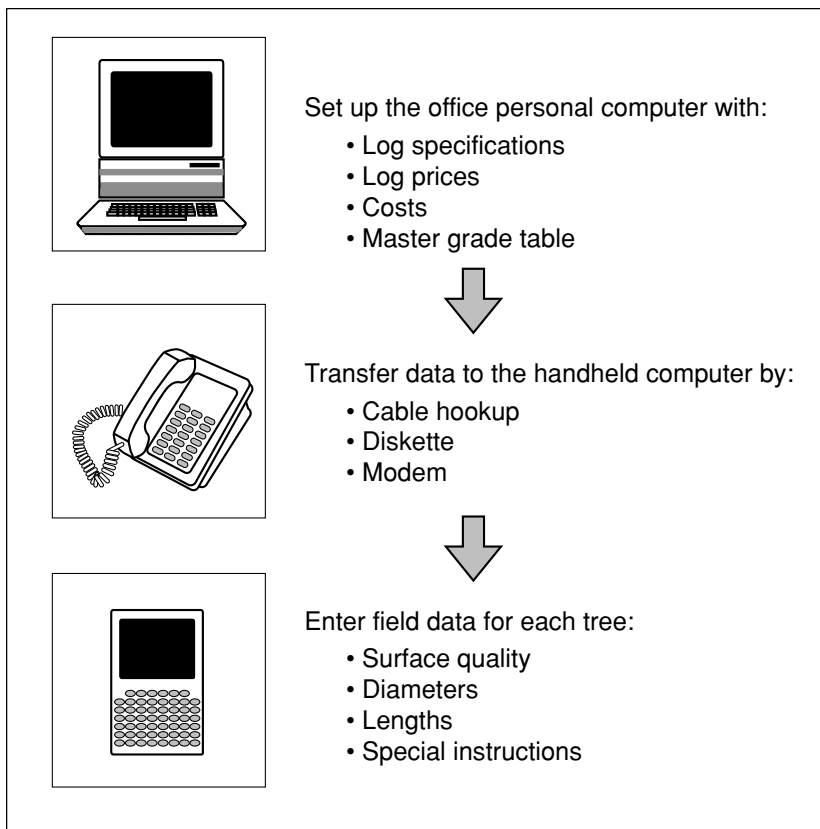 Set up the office personal computer with:
• Log specifications
• Log prices
• Costs
• Master grade table
Transfer data to the handheld computer by:
• Cable hookup
• Diskette
• Modem
Enter field data for each tree:
• Surface quality
• Diameters
• Lengths
• Special instructions